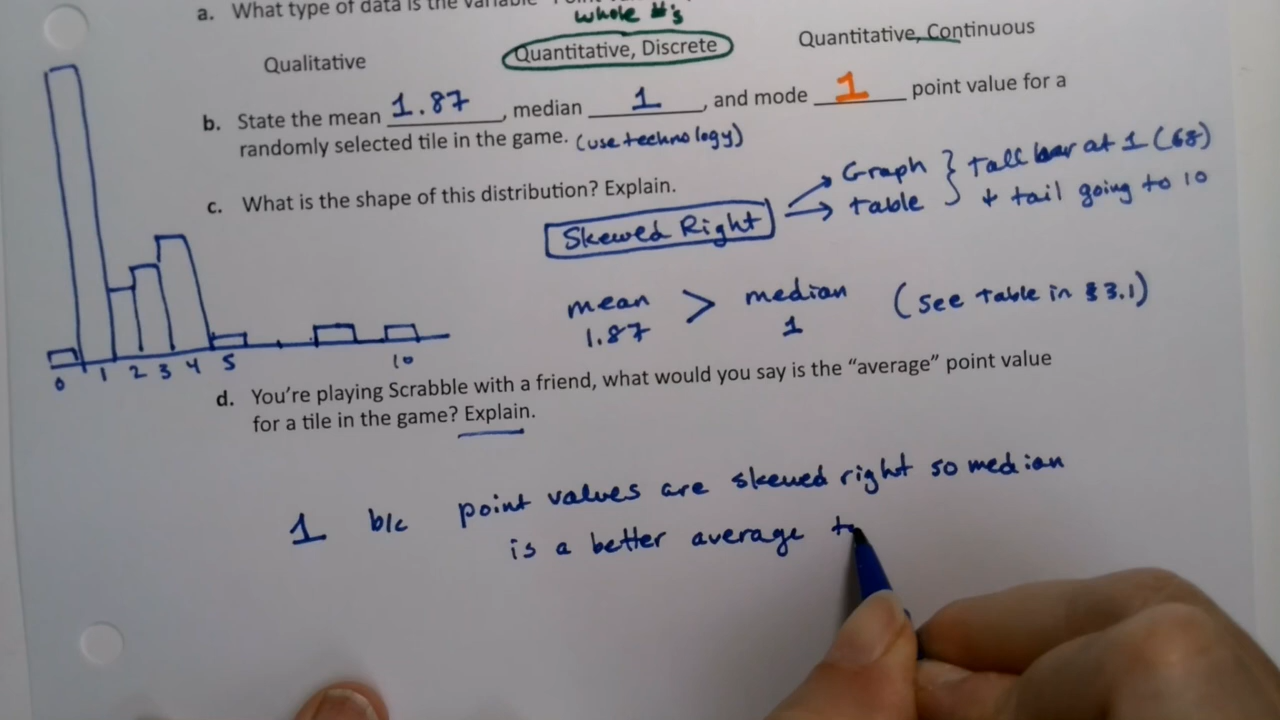 a. What type of data is the variable
whole #'s
Qualitative
Quantitative, Discrete
Quantitative, Continuous
b. State the mean 1.87, median 1, and mode 1 point value for a
randomly selected tile in the game. (use technology)
c. What is the shape of this distribution? Explain.
Skewed Right
Graph } Tall bar at 1 (68)
Table & tail going to 10
mean > median (see table in § 3.1)
1.87 1
0 1 2 3 4 5 10
d. You're playing Scrabble with a friend, what would you say is the “average” point value
for a tile in the game? Explain.
1 b/c point values are skewed right so median
is a better average